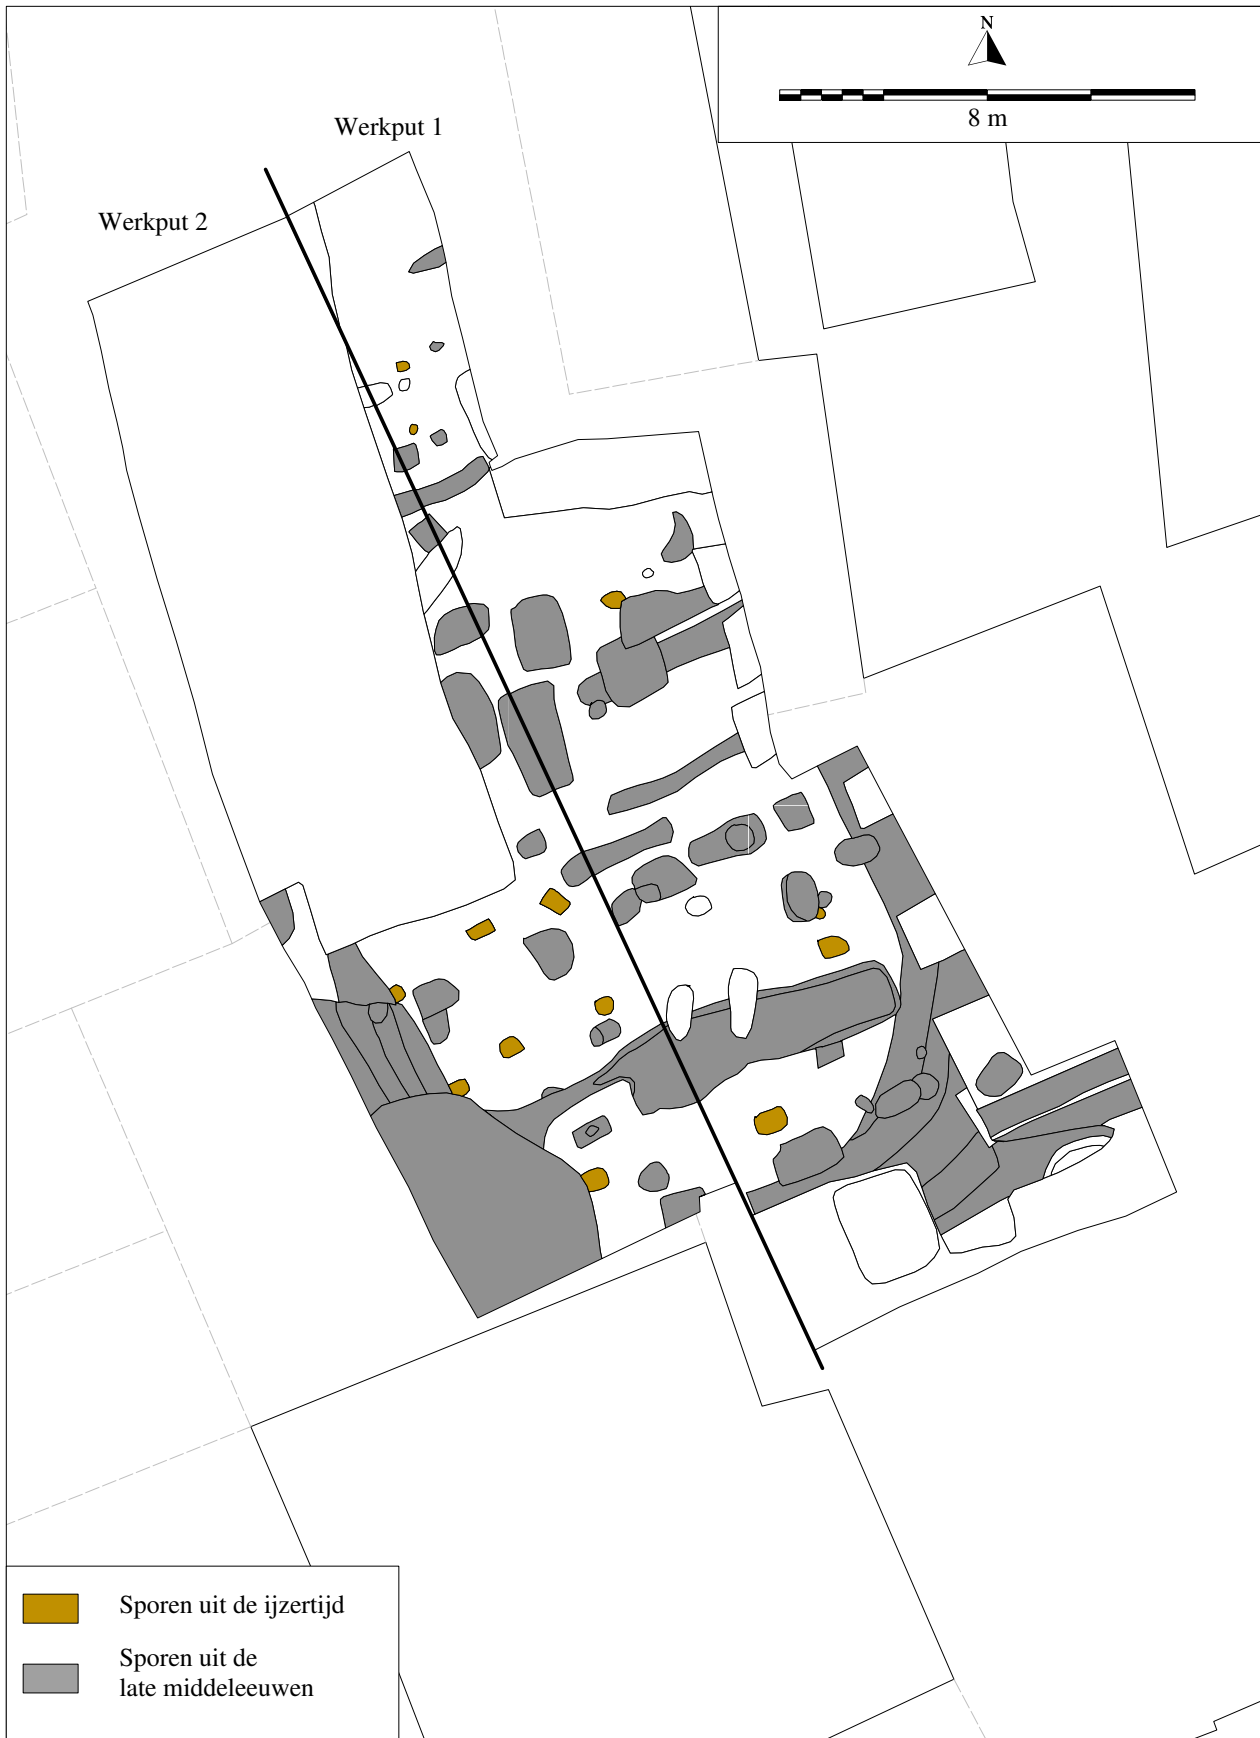 N
8 m
Werkput 1
Werkput 2
Sporen uit de ijzertijd
Sporen uit de
late middeleeuwen